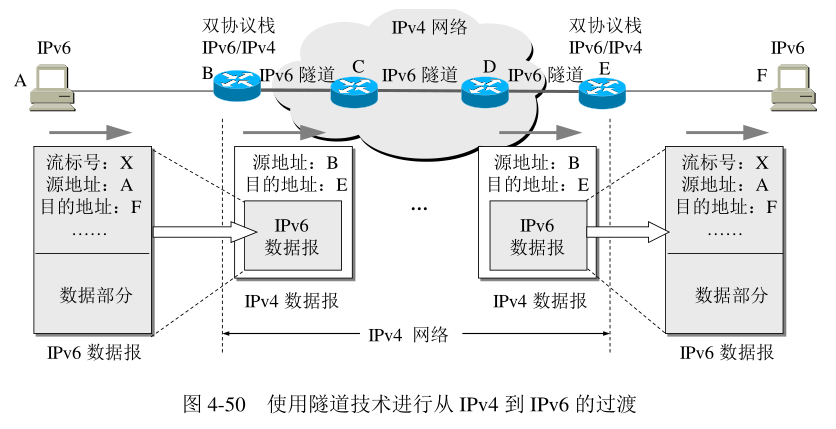 双协议栈
IPv6/IPv4
IPv4 网络
双协议栈
IPv6/IPv4
IPv6
IPv6
A
B
IPv6 隧道
C
IPv6 隧道
D
IPv6 隧道
E
F
流标号：X
源地址：A
目的地址：F
……
数据部分
IPv6 数据报
源地址：B
目的地址：E
IPv6
数据报
IPv4 数据报
...
源地址：B
目的地址：E
IPv6
数据报
IPv4 数据报
流标号：X
源地址：A
目的地址：F
……
数据部分
IPv6 数据报
IPv4 网络
图 4-50 使用隧道技术进行从 IPv4 到 IPv6 的过渡